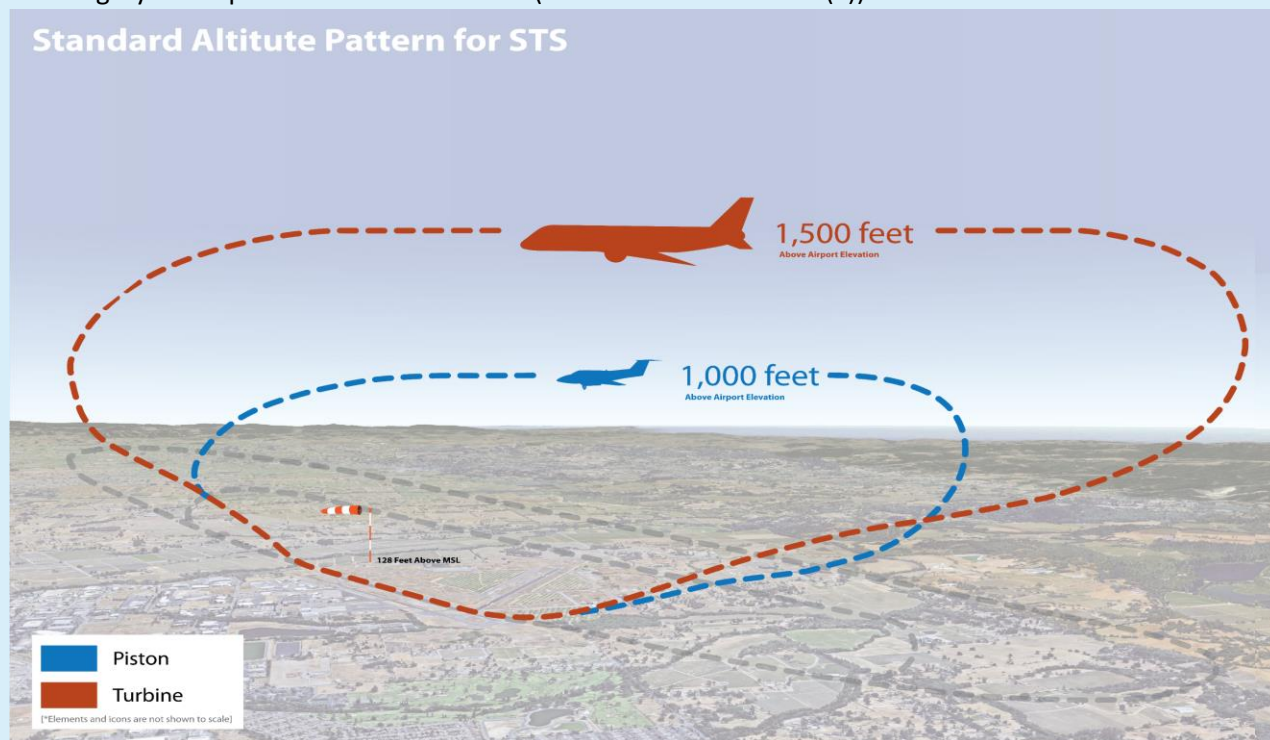 Standard Altitute Pattern for STS
1,500 feet
Above Airport Elevation
1,000 feet
Above Airport Elevation
128 Feet Above MSL
Piston
Turbine
[*Elements and icons are not shown to scale]